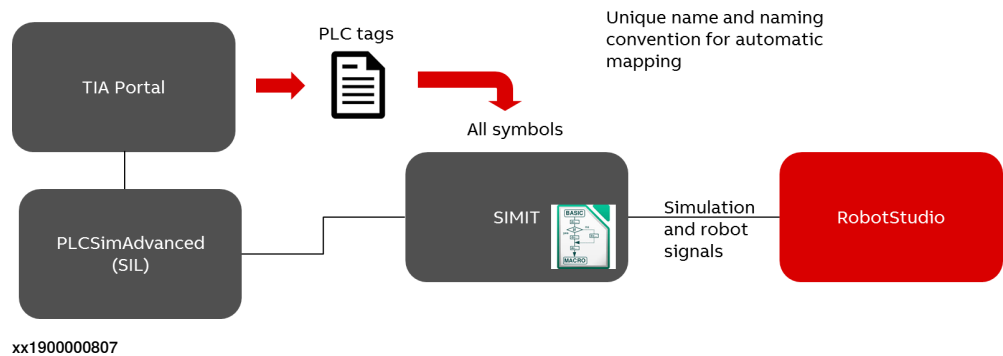 Unique name and naming
convention for automatic
mapping
PLC tags
TIA Portal
All symbols
SIMIT
BASIC
MACRO
Simulation
and robot
signals
RobotStudio
PLCSimAdvanced
(SIL)
xx1900000807